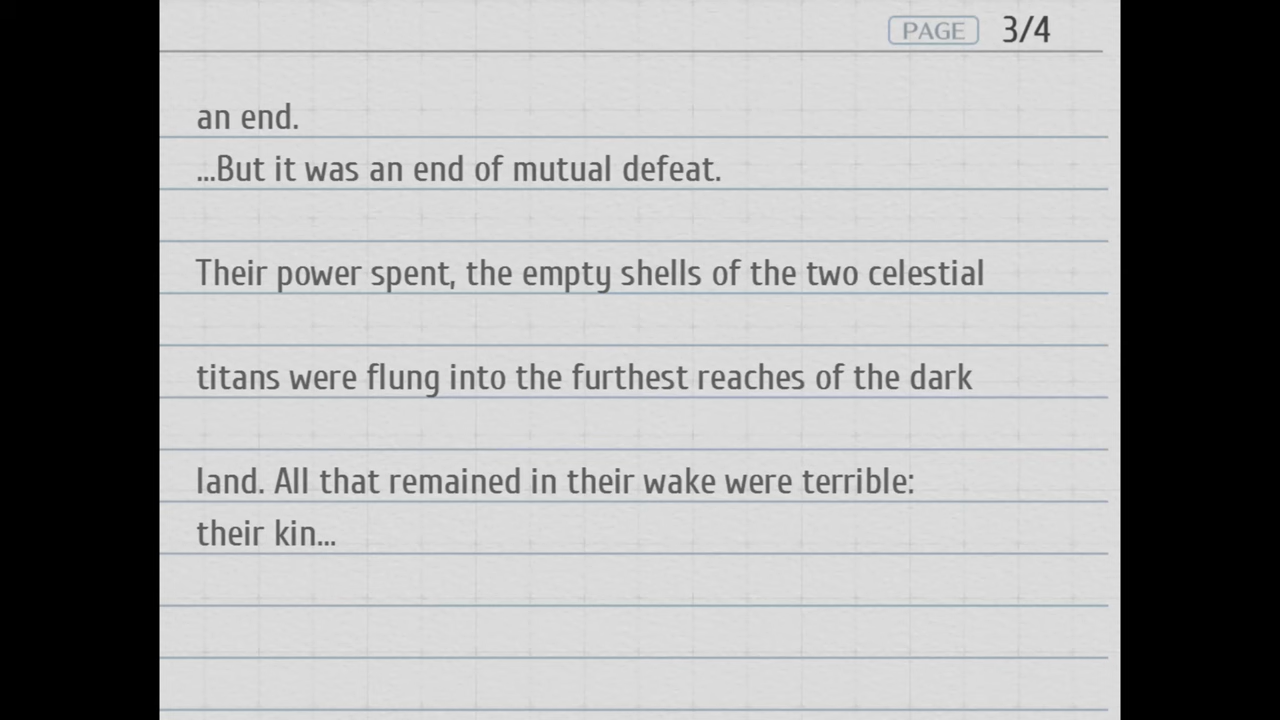 PAGE 3/4
an end.
...But it was an end of mutual defeat.
Their power spent, the empty shells of the two celestial
titans were flung into the furthest reaches of the dark
land. All that remained in their wake were terrible:
their kin...